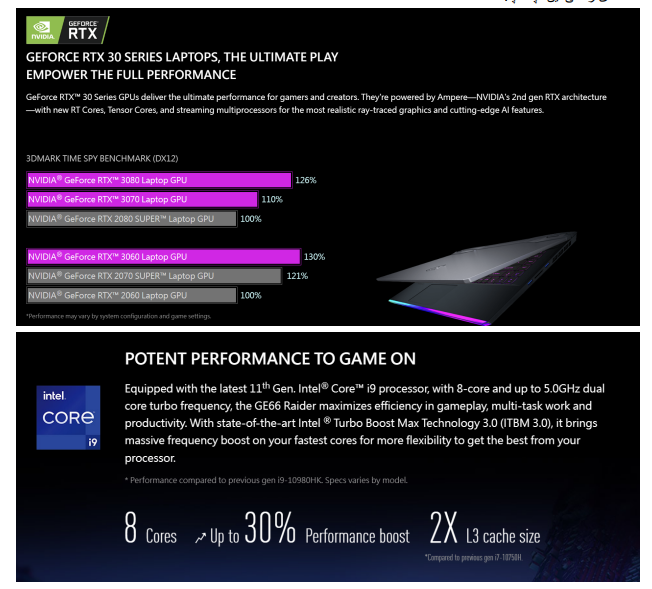 NVIDIA
GEFORCE
RTX
GEFORCE RTX 30 SERIES LAPTOPS, THE ULTIMATE PLAY
EMPOWER THE FULL PERFORMANCE
GeForce RTX™ 30 Series GPUs deliver the ultimate performance for gamers and creators. They're powered by Ampere—NVIDIA's 2nd gen RTX architecture
—with new RT Cores, Tensor Cores, and streaming multiprocessors for the most realistic ray-traced graphics and cutting-edge AI features.
3DMARK TIME SPY BENCHMARK (DX12)
NVIDIA® GeForce RTX™ 3080 Laptop GPU 126%
NVIDIA® GeForce RTX™ 3070 Laptop GPU 110%
NVIDIA® GeForce RTX 2080 SUPER™ Laptop GPU 100%
NVIDIA® GeForce RTX™ 3060 Laptop GPU 130%
NVIDIA® GeForce RTX 2070 SUPER™ Laptop GPU 121%
NVIDIA® GeForce RTX™ 2060 Laptop GPU 100%
*Performance may vary by system configuration and game settings.
POTENT PERFORMANCE TO GAME ON
intel.
CORE
i9
Equipped with the latest 11th Gen. Intel® Core™ i9 processor, with 8-core and up to 5.0GHz dual
core turbo frequency, the GE66 Raider maximizes efficiency in gameplay, multi-task work and
productivity. With state-of-the-art Intel ® Turbo Boost Max Technology 3.0 (ITBM 3.0), it brings
massive frequency boost on your fastest cores for more flexibility to get the best from your
processor.
* Performance compared to previous gen i9-10980HK. Specs varies by model.
8 Cores Up to 30% Performance boost 2X L3 cache size
*Compared to previous gen i7-10750H.